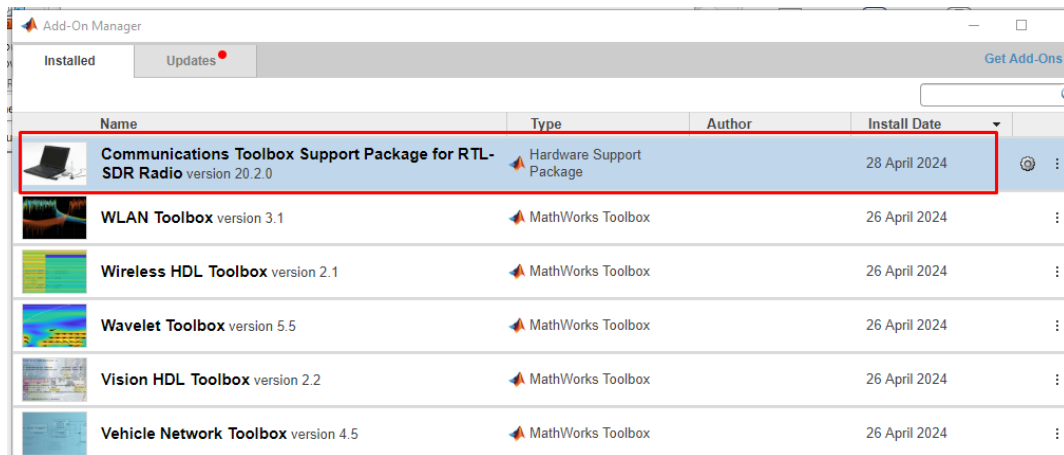 Add-On Manager
Installed
Updates
Get Add-Ons
Name Type Author Install Date
Communications Toolbox Support Package for RTL-
SDR Radio version 20.2.0
Hardware Support
Package
28 April 2024
WLAN Toolbox version 3.1 MathWorks Toolbox 26 April 2024
Wireless HDL Toolbox version 2.1 MathWorks Toolbox 26 April 2024
Wavelet Toolbox version 5.5 MathWorks Toolbox 26 April 2024
Vision HDL Toolbox version 2.2 MathWorks Toolbox 26 April 2024
Vehicle Network Toolbox version 4.5 MathWorks Toolbox 26 April 2024